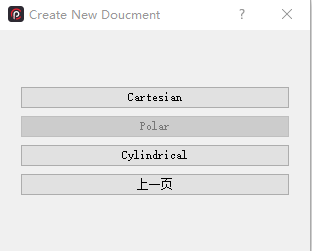 Create New Doucment
?
Cartesian
Polar
Cylindrical
上一页